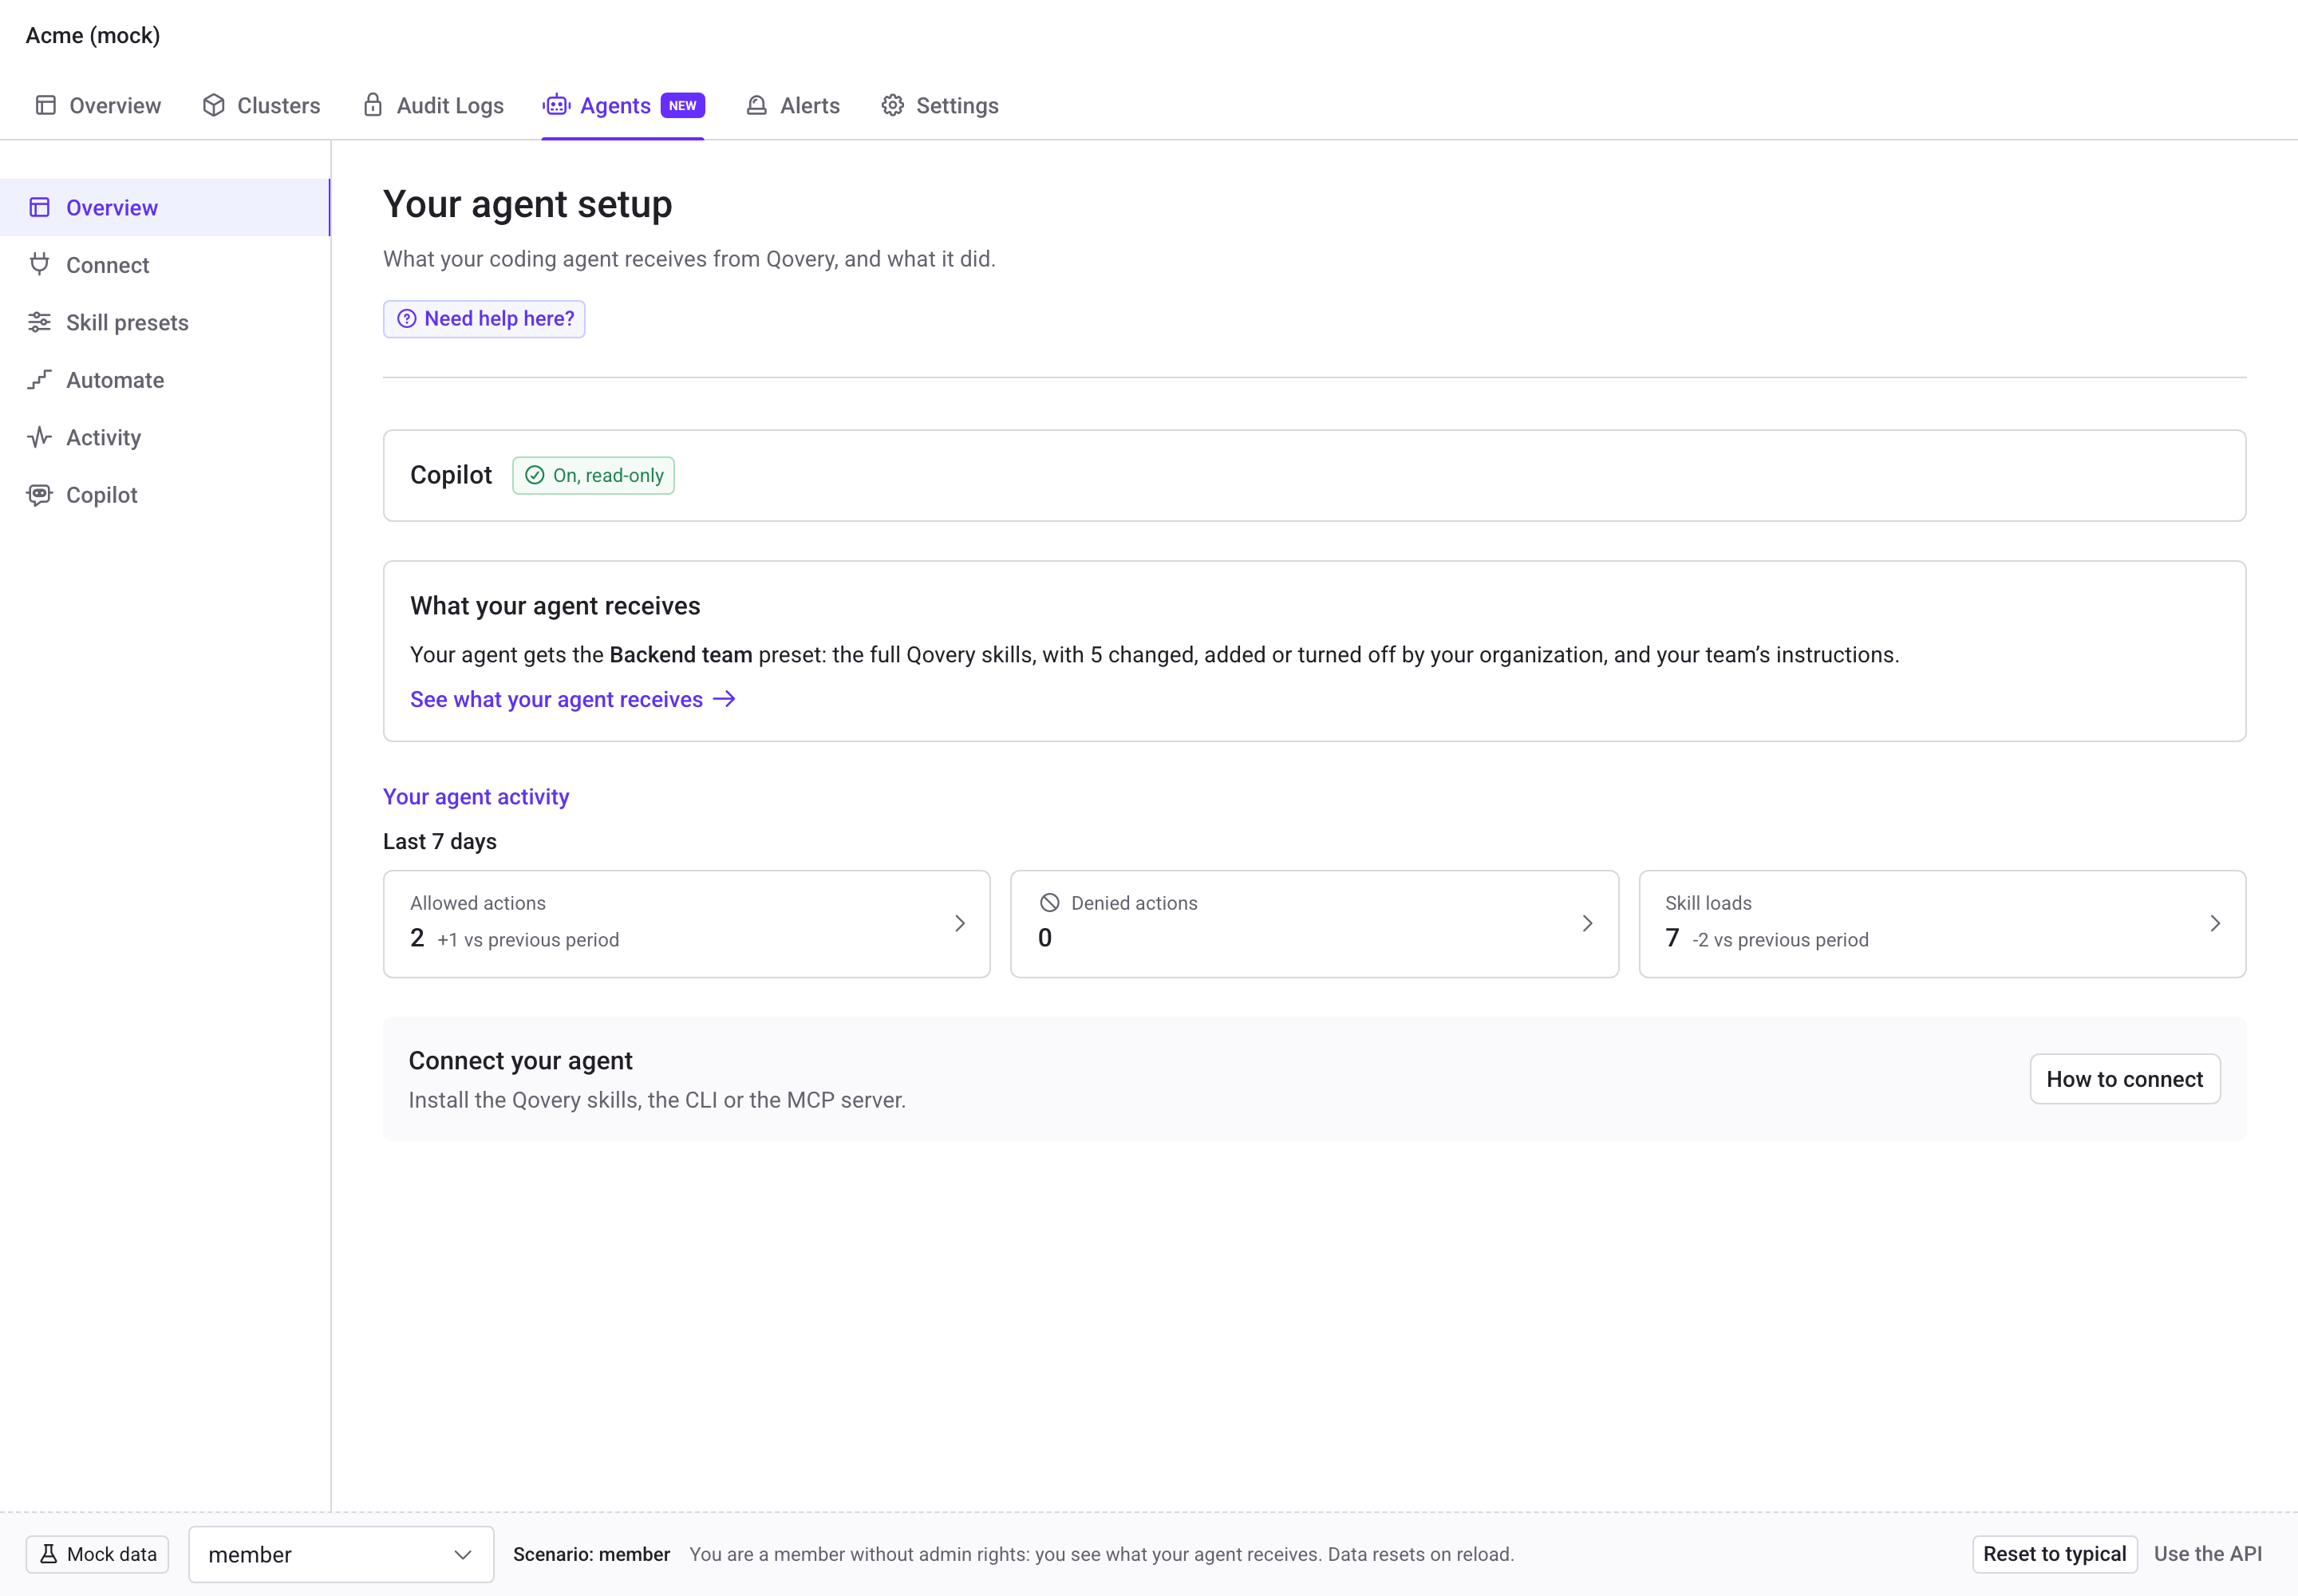 Acme (mock)
Overview
Clusters
Audit Logs
Agents NEW
Alerts
Settings
Overview
Connect
Skill presets
Automate
Activity
Copilot
Your agent setup
What your coding agent receives from Qovery, and what it did.
Need help here?
Copilot
On, read-only
What your agent receives
Your agent gets the Backend team preset: the full Qovery skills, with 5 changed, added or turned off by your organization, and your team’s instructions.
See what your agent receives
Your agent activity
Last 7 days
Allowed actions
2 +1 vs previous period
Denied actions
0
Skill loads
7 -2 vs previous period
Connect your agent
Install the Qovery skills, the CLI or the MCP server.
How to connect
Mock data
member
Scenario: member You are a member without admin rights: you see what your agent receives. Data resets on reload.
Reset to typical
Use the API